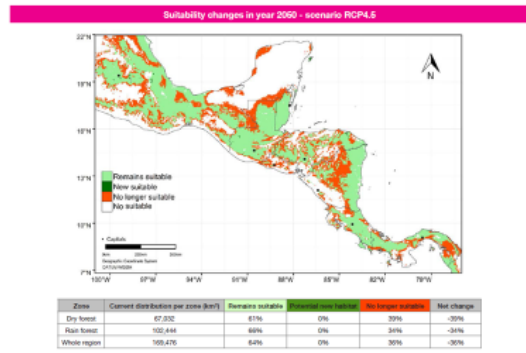 Suitability changes in year 2060 - scenario RCP4.5
22°N
19°N
16°N
13°N
10°N
7°N
N
Remains suitable
New suitable
No longer suitable
No suitable
Capitals
100°W 97°W 94°W 91°W 88°W 85°W 82°W 79°W
Zone Current distribution per zone (km²) Remains suitable Potential new habitat No longer suitable Net change
Dry forest 67,032 61% 0% 39% -39%
Rain forest 102,444 66% 0% 34% -34%
Whole region 169,476 64% 0% 36% -36%